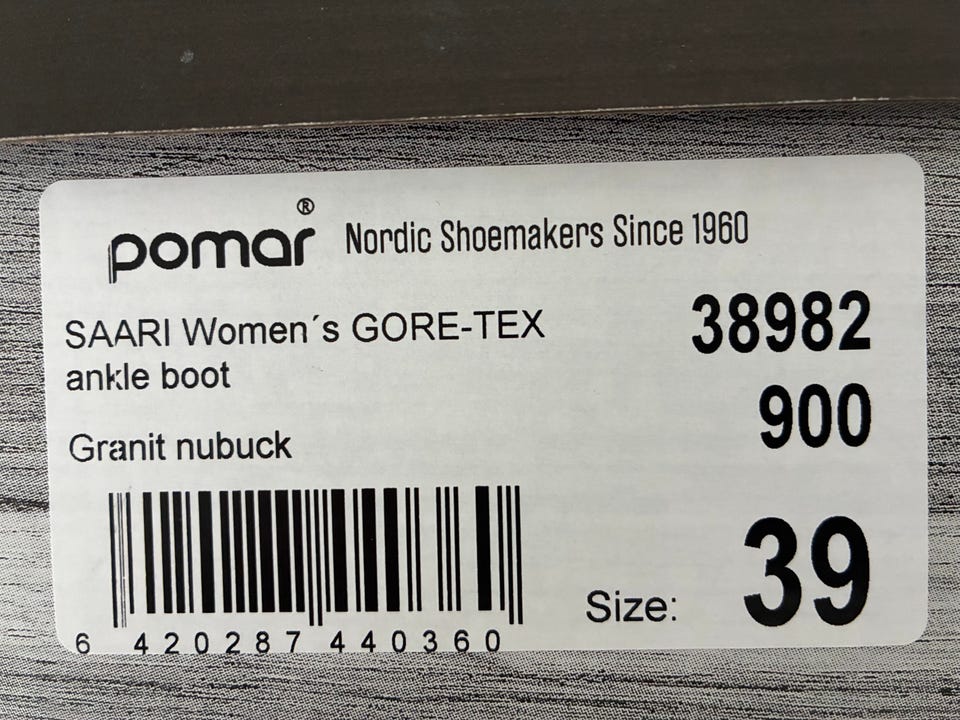 pomar® Nordic Shoemakers Since 1960
SAARI Women´s GORE-TEX
ankle boot
38982
900
Granit nubuck
Size: 39
6 420287 440360